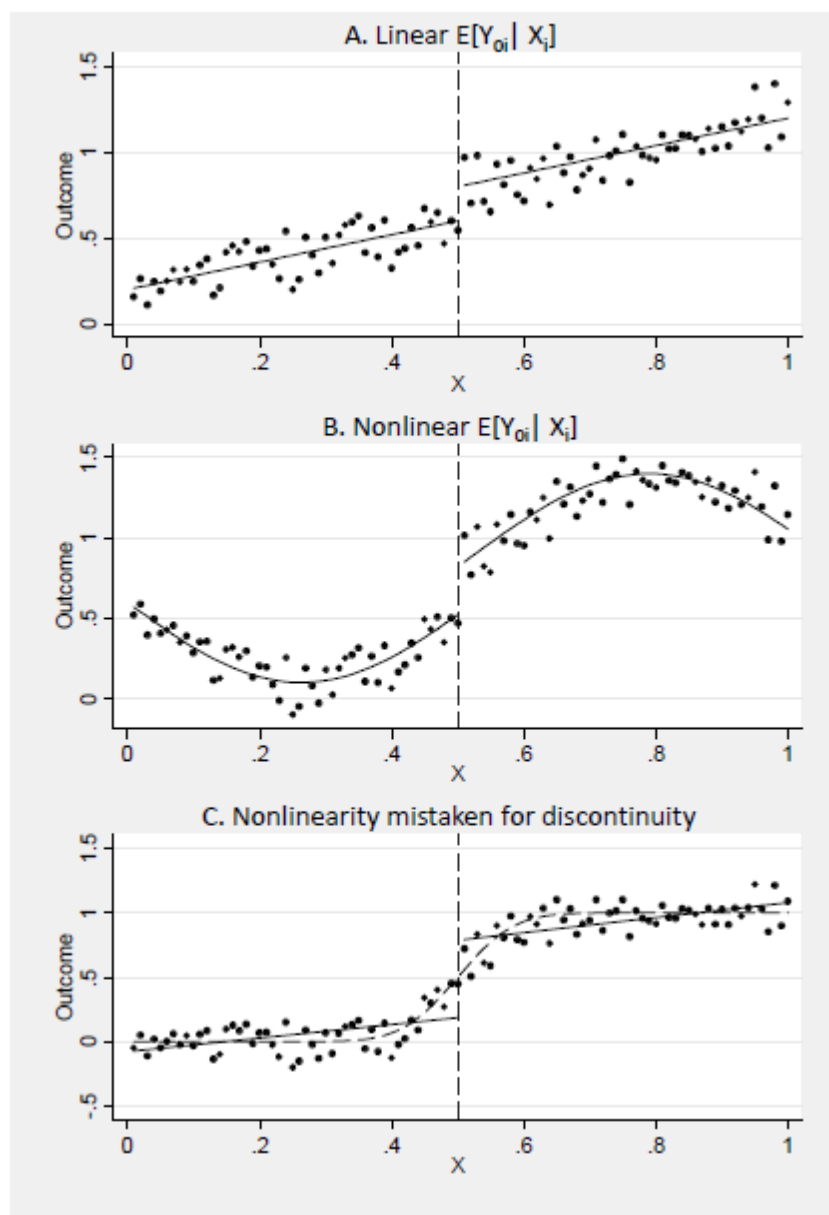 A. Linear E[Y₀ᵢ| Xᵢ]
1.5
1
.5
0
Outcome
0 .2 .4 .6 .8 1
X
B. Nonlinear E[Y₀ᵢ| Xᵢ]
1.5
1
.5
0
Outcome
0 .2 .4 .6 .8 1
X
C. Nonlinearity mistaken for discontinuity
1.5
1
.5
0
-.5
Outcome
0 .2 .4 .6 .8 1
X